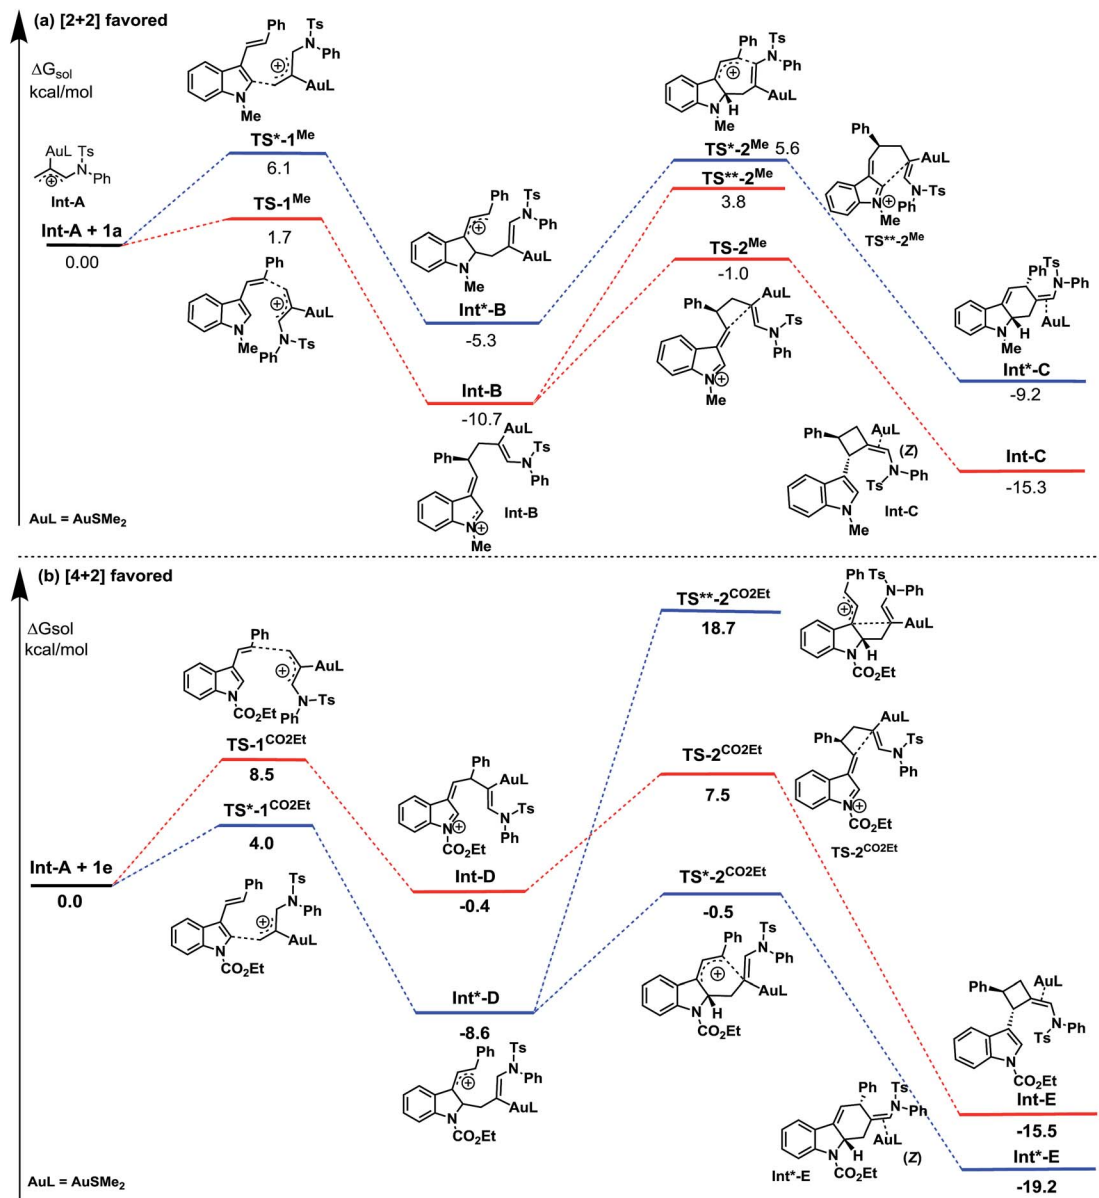 (a) [2+2] favored
ΔGsol
kcal/mol
Ph
Ts
N
Ph
AuL
N
Me
AuL
Ts
N
Ph
Int-A
Int-A + 1a
0.00
TS*-1Me
6.1
TS-1Me
1.7
Ph
AuL
N
Me
N
Ts
Ph
Ph
Ts
N
Ph
AuL
N
Me
Int*-B
-5.3
Int-B
-10.7
AuL
Ts
Ph
N
Ph
N
Me
Int-B
Ph
Ts
N
Ph
AuL
N
H
Me
TS*-2Me 5.6
TS**-2Me
3.8
TS-2Me
-1.0
Ph
AuL
Ts
N
Ph
N
Me
Ph
AuL
N
Ts
Ph
N
Me
TS**-2Me
Ph
Ts
N
Ph
AuL
N
H
Me
Int*-C
-9.2
Int-C
-15.3
AuL
Ph
(Z)
N
Ph
Ts
N
Me
Int-C
AuL = AuSMe2
(b) [4+2] favored
ΔGsol
kcal/mol
Ph
AuL
N
Ts
Ph
N
CO2Et
TS-1CO2Et
8.5
TS*-1CO2Et
4.0
Int-A + 1e
0.0
Ph
Ts
N
Ph
AuL
N
CO2Et
Ph
AuL
Ts
N
Ph
N
CO2Et
Int-D
-0.4
Int*-D
-8.6
Ph
Ts
N
Ph
AuL
N
CO2Et
TS**-2CO2Et
18.7
Ph
Ts
N
Ph
AuL
N
H
CO2Et
TS-2CO2Et
7.5
AuL
Ph
Ts
N
Ph
N
CO2Et
TS-2CO2Et
TS*-2CO2Et
-0.5
Ph
Ts
N
Ph
AuL
N
H
CO2Et
Ph
Ts
N
Ph
AuL
(Z)
N
H
CO2Et
Int*-E
AuL
Ph
N
Ph
Ts
N
CO2Et
Int-E
-15.5
Int*-E
-19.2
AuL = AuSMe2